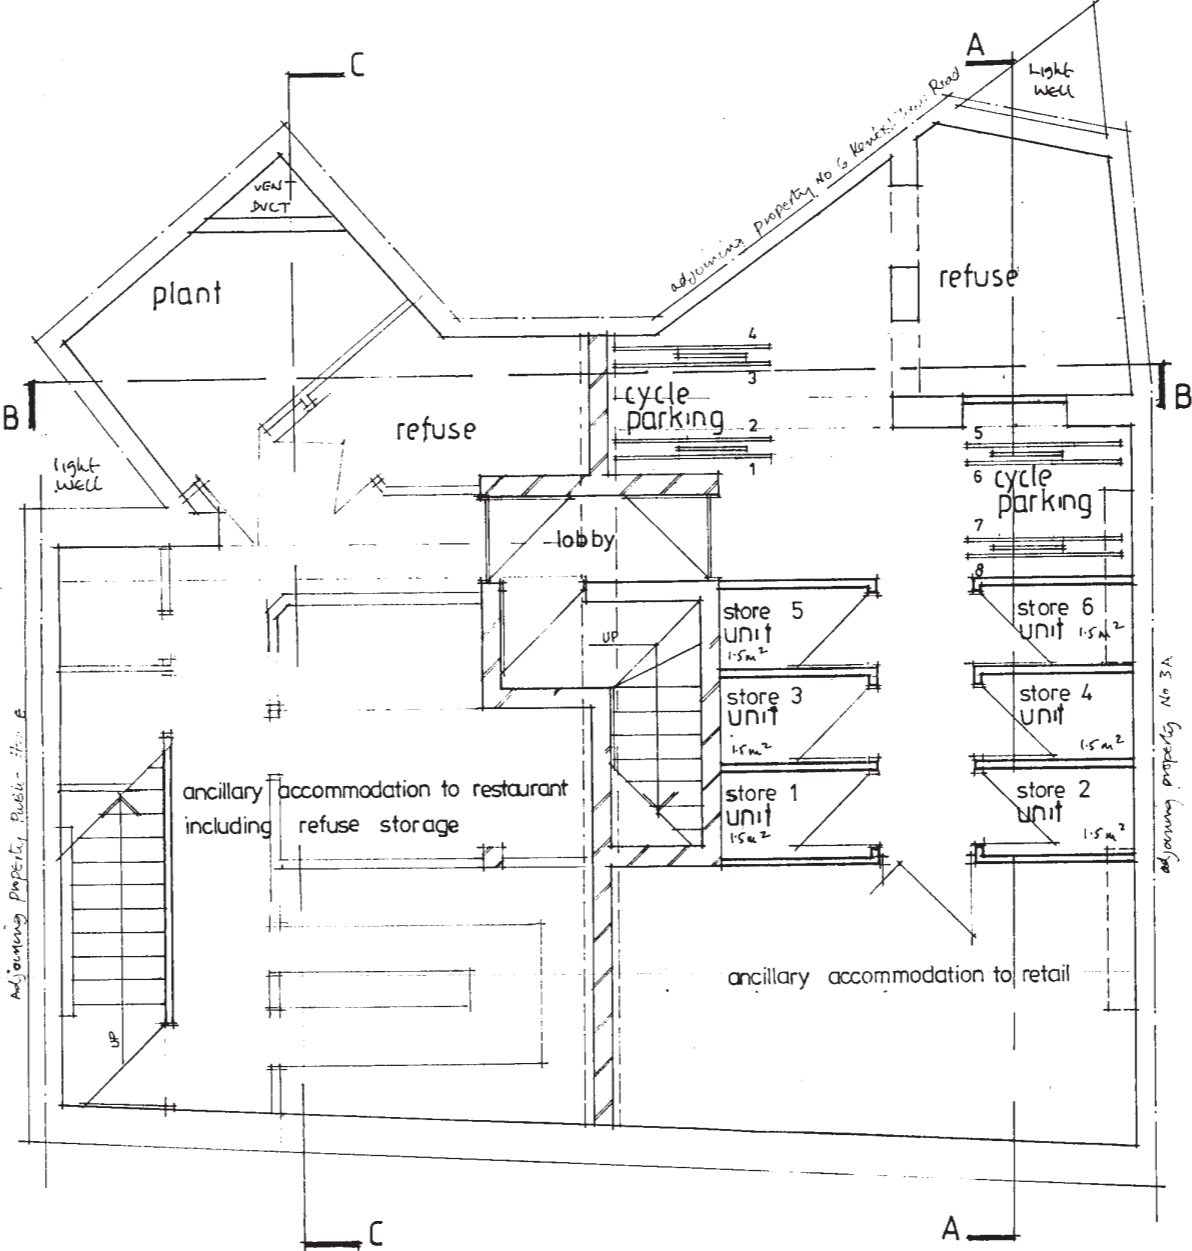 C
A
Light
WELL
adjoining property No 6 Road
VENT
DUCT
plant
refuse
4
3
B
B
cycle
parking
2
1
refuse
5
6
cycle
parking
7
8
light
WELL
lobby
store 5
unit
1.5m²
UP
store 6
unit 1.5m²
store 3
unit
1.5m²
store 4
unit
1.5m²
store 1
unit
1.5m²
store 2
unit
1.5m²
ancillary accommodation to restaurant
including refuse storage
Adjoining Property Public House
adjoining property No 3A
ancillary accommodation to retail
UP
C
A